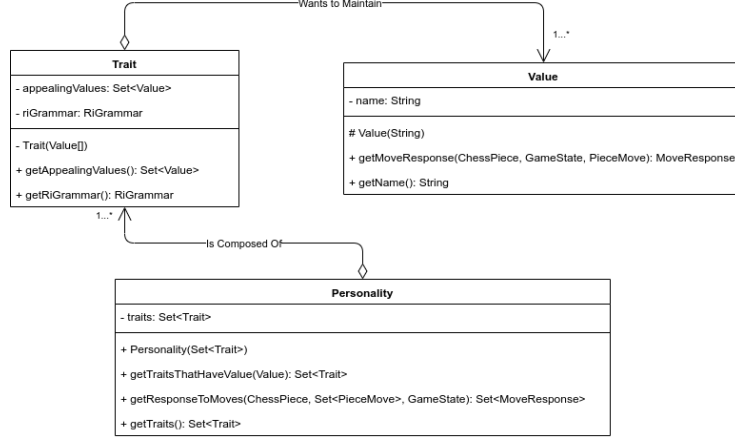 Wants to Maintain
1...*
Trait
- appealingValues: Set<Value>
- riGrammar: RiGrammar
- Trait(Value[])
+ getAppealingValues(): Set<Value>
+ getRiGrammar(): RiGrammar
Value
- name: String
# Value(String)
+ getMoveResponse(ChessPiece, GameState, PieceMove): MoveResponse
+ getName(): String
1...*
Is Composed Of
Personality
- traits: Set<Trait>
+ Personality(Set<Trait>)
+ getTraitsThatHaveValue(Value): Set<Trait>
+ getResponseToMoves(ChessPiece, Set<PieceMove>, GameState): Set<MoveResponse>
+ getTraits(): Set<Trait>